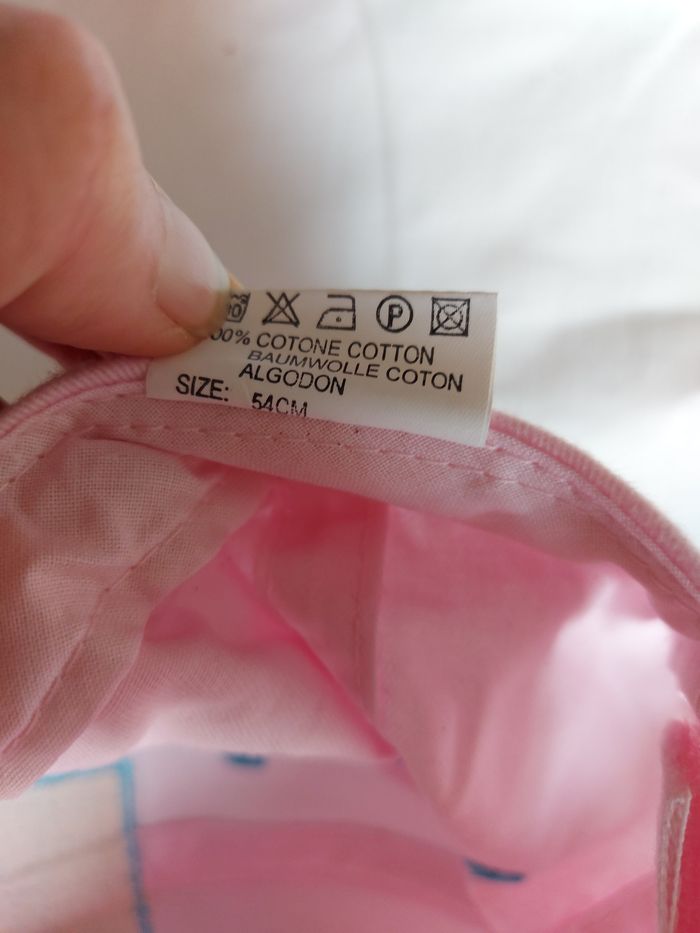 00% COTONE COTTON
BAUMWOLLE COTON
ALGODON
SIZE: 54CM